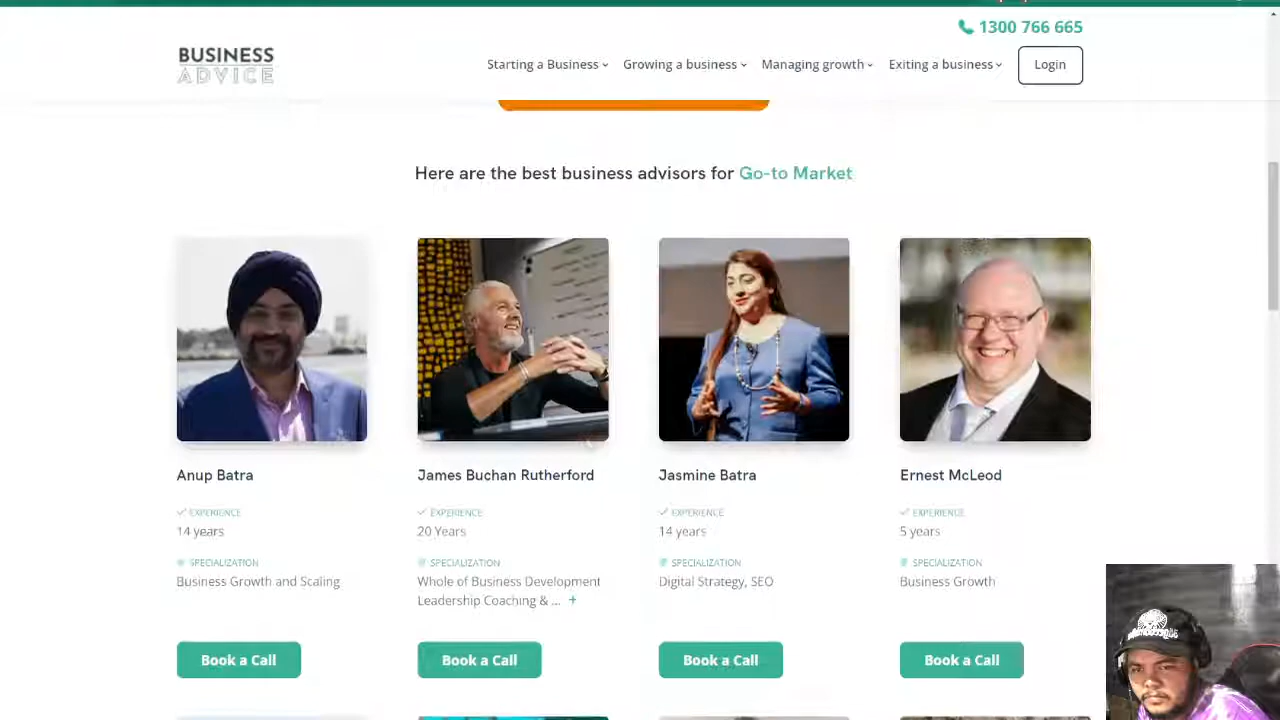 1300 766 665
BUSINESS
ADVICE
Starting a Business
Growing a business
Managing growth
Exiting a business
Login
Here are the best business advisors for Go-to Market
Anup Batra
EXPERIENCE
14 years
SPECIALIZATION
Business Growth and Scaling
Book a Call
James Buchan Rutherford
EXPERIENCE
20 Years
SPECIALIZATION
Whole of Business Development
Leadership Coaching & ... +
Book a Call
Jasmine Batra
EXPERIENCE
14 years
SPECIALIZATION
Digital Strategy, SEO
Book a Call
Ernest McLeod
EXPERIENCE
5 years
SPECIALIZATION
Business Growth
Book a Call